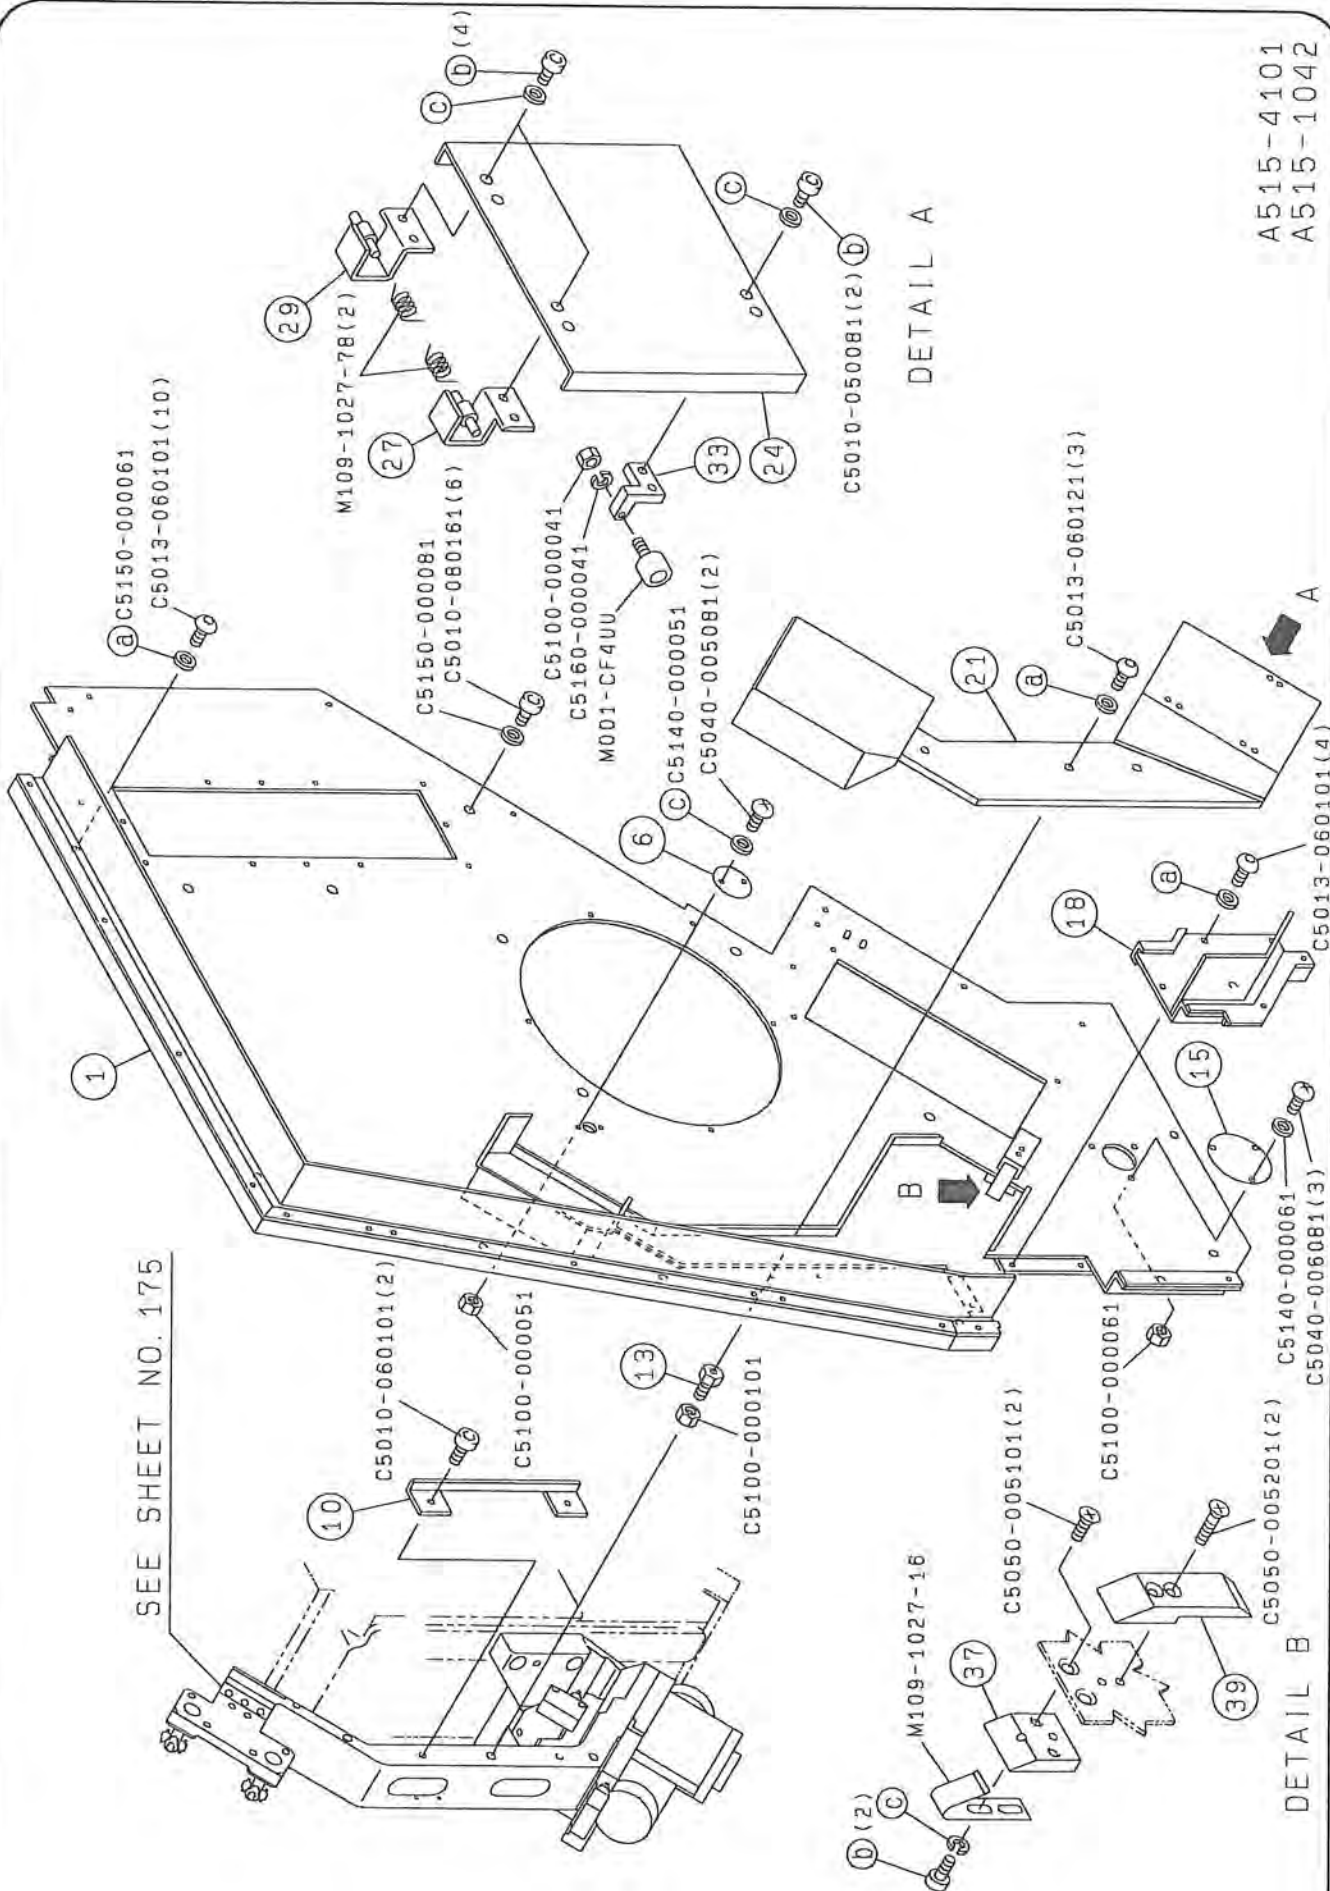 SEE SHEET NO. 175
1
ⓐ C5150-000061
C5013-060101(10)
29
M109-1027-78(2)
27
ⓒ
ⓑ(4)
C5150-000081
C5010-080161(6)
C5100-000041
C5160-000041
M001-CF4UU
33
24
ⓒ
C5010-050081(2) ⓑ
DETAIL A
10
C5010-060101(2)
C5100-000051
13
C5100-000101
6
ⓒ C5140-000051
C5040-005081(2)
21
ⓐ
C5013-060121(3)
A
B
18
ⓐ
C5013-060101(4)
15
C5140-000061
C5040-006081(3)
C5100-000061
ⓑ(2)
ⓒ
M109-1027-16
37
C5050-005101(2)
39
C5050-005201(2)
DETAIL B
A515-4101
A515-1042